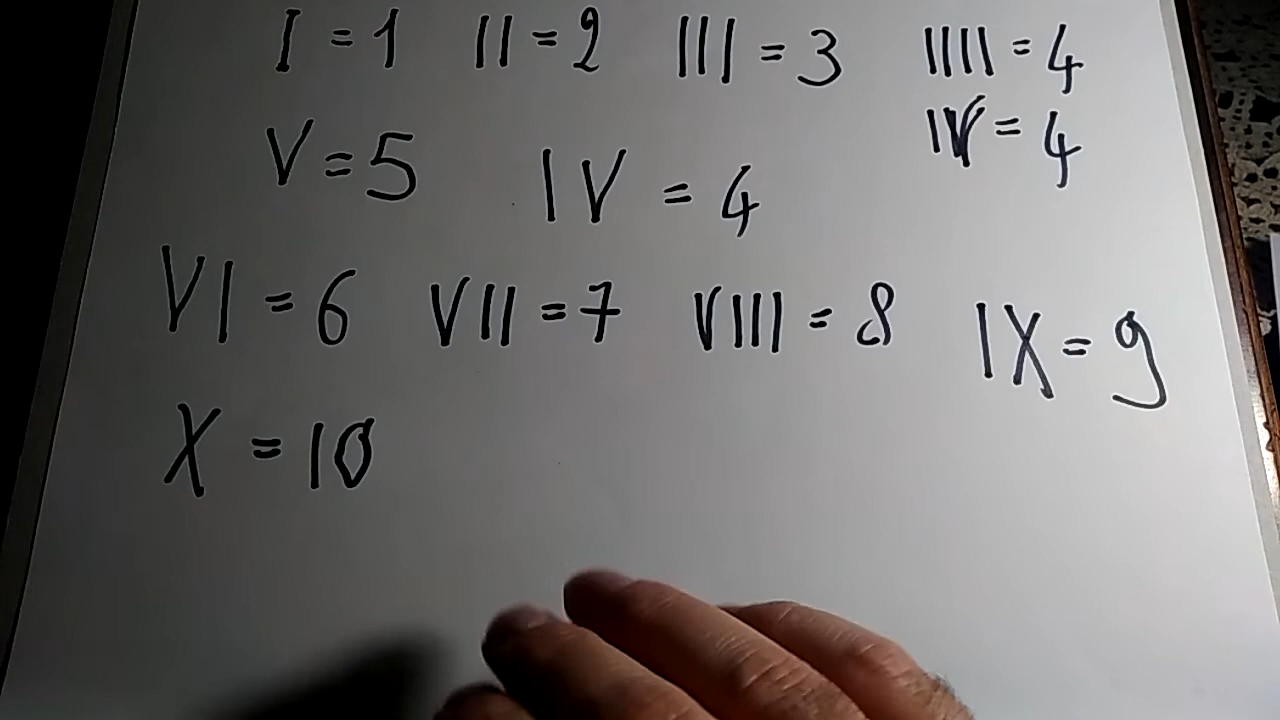 I = 1 II = 2 III = 3 IIII = 4
IV = 4
V = 5 IV = 4
VI = 6 VII = 7 VIII = 8 IX = 9
X = 10